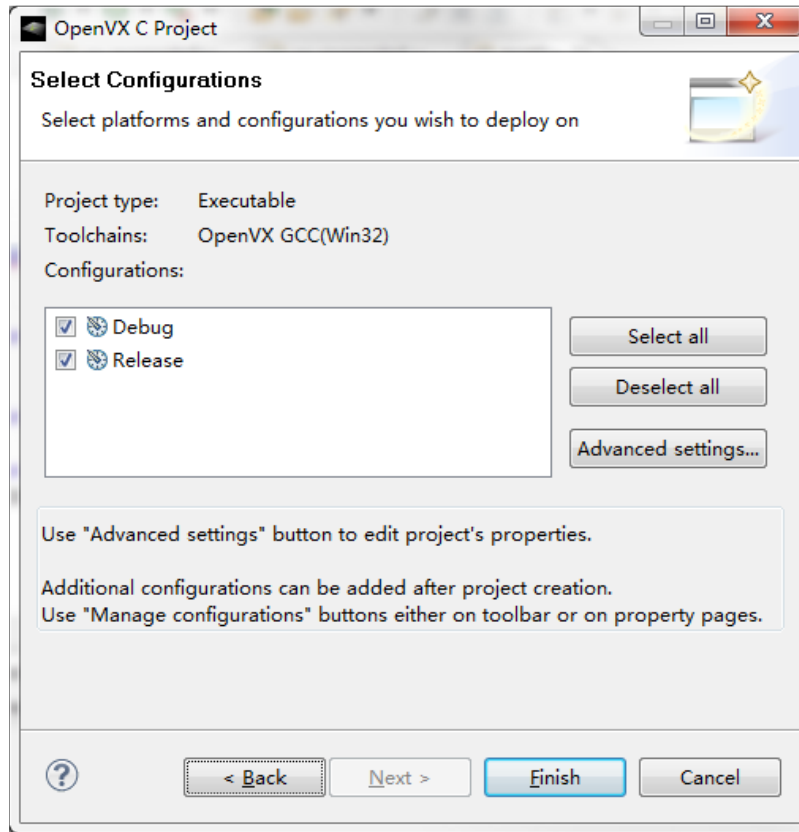 OpenVX C Project
Select Configurations
Select platforms and configurations you wish to deploy on
Project type: Executable
Toolchains: OpenVX GCC(Win32)
Configurations:
Debug
Release
Select all
Deselect all
Advanced settings...
Use "Advanced settings" button to edit project's properties.
Additional configurations can be added after project creation.
Use "Manage configurations" buttons either on toolbar or on property pages.
?
< Back
Next >
Finish
Cancel